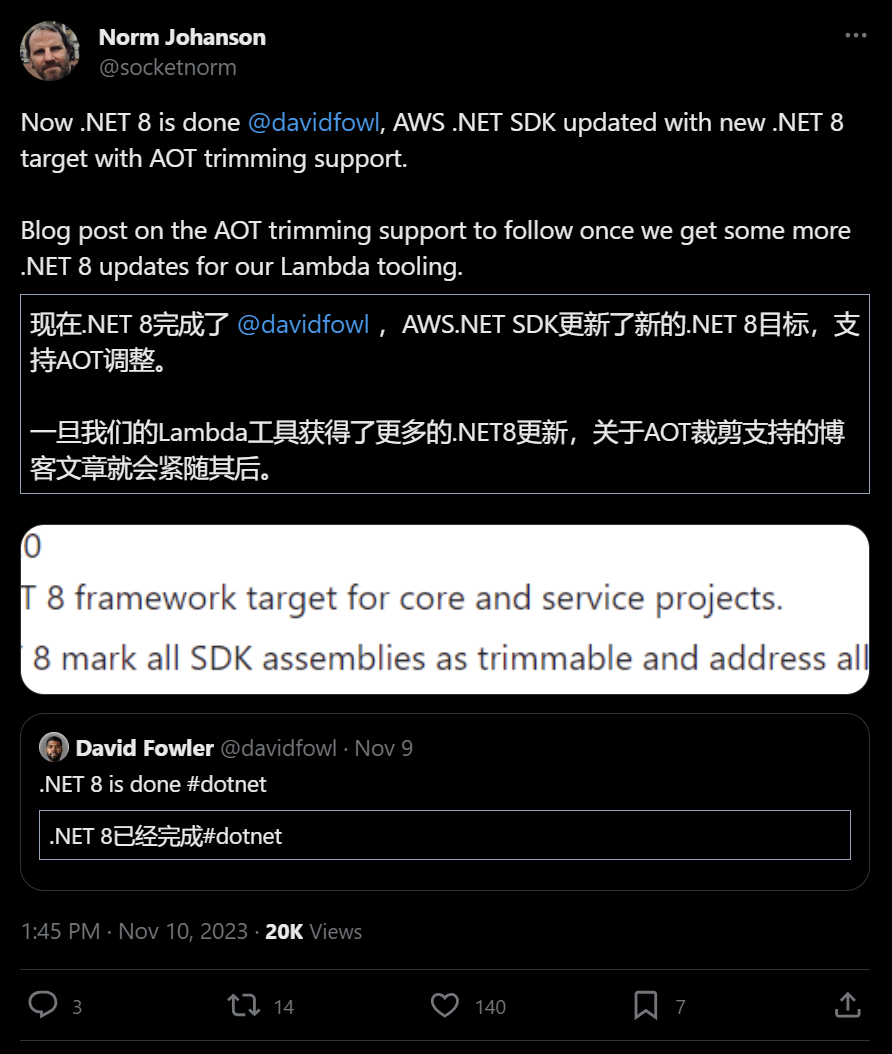 Norm Johanson
@socketnorm
Now .NET 8 is done @davidfowl, AWS .NET SDK updated with new .NET 8
target with AOT trimming support.
Blog post on the AOT trimming support to follow once we get some more
.NET 8 updates for our Lambda tooling.
现在.NET 8完成了 @davidfowl ，AWS.NET SDK更新了新的.NET 8目标，支
持AOT调整。
一旦我们的Lambda工具获得了更多的.NET8更新，关于AOT裁剪支持的博
客文章就会紧随其后。
0
T 8 framework target for core and service projects.
8 mark all SDK assemblies as trimmable and address all
David Fowler @davidfowl · Nov 9
.NET 8 is done #dotnet
.NET 8已经完成#dotnet
1:45 PM · Nov 10, 2023 · 20K Views
3 14 140 7